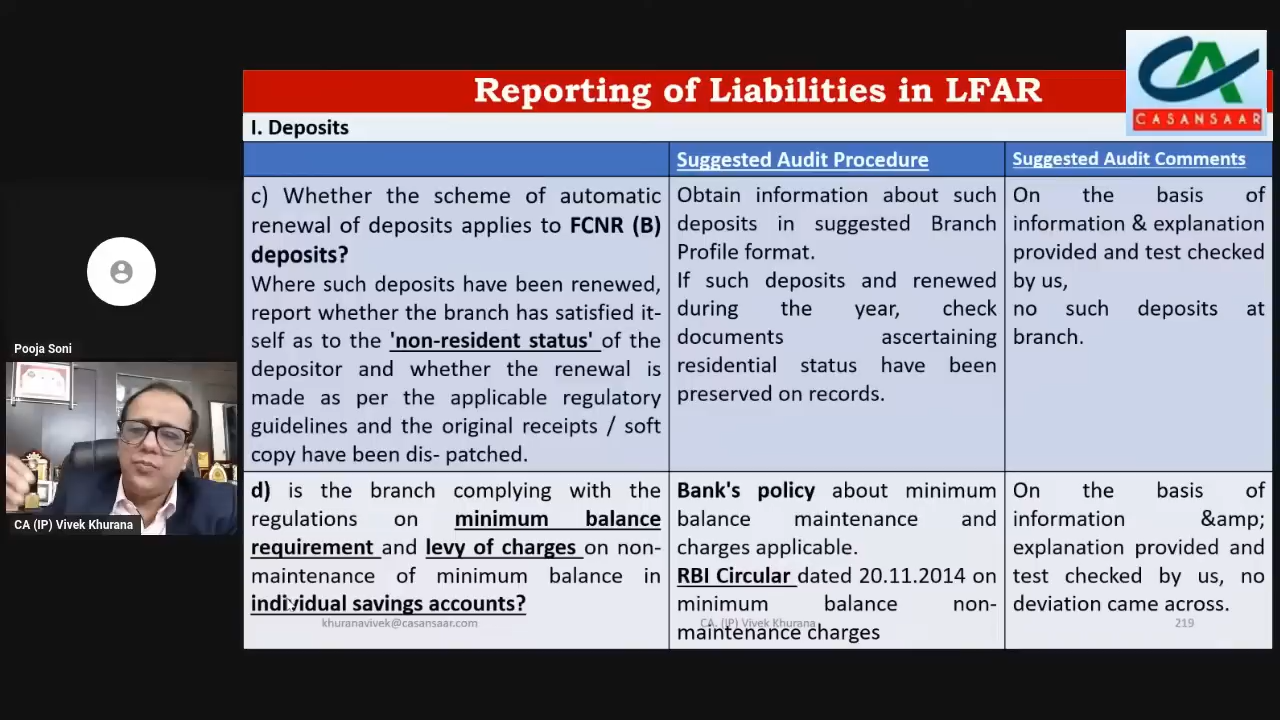 Reporting of Liabilities in LFAR
CASANSAAR
I. Deposits
Suggested Audit Procedure
Suggested Audit Comments
c) Whether the scheme of automatic
renewal of deposits applies to FCNR (B)
deposits?
Where such deposits have been renewed,
report whether the branch has satisfied it-
self as to the 'non-resident status' of the
depositor and whether the renewal is
made as per the applicable regulatory
guidelines and the original receipts / soft
copy have been dis- patched.
Obtain information about such
deposits in suggested Branch
Profile format.
If such deposits and renewed
during the year, check
documents ascertaining
residential status have been
preserved on records.
On the basis of
information & explanation
provided and test checked
by us,
no such deposits at
branch.
d) is the branch complying with the
regulations on minimum balance
requirement and levy of charges on non-
maintenance of minimum balance in
individual savings accounts?
Bank's policy about minimum
balance maintenance and
charges applicable.
RBI Circular dated 20.11.2014 on
minimum balance non-
maintenance charges
On the basis of
information &amp;
explanation provided and
test checked by us, no
deviation came across.
khuranavivek@casansaar.com
CA. (IP) Vivek Khurana
219
Pooja Soni
CA (IP) Vivek Khurana